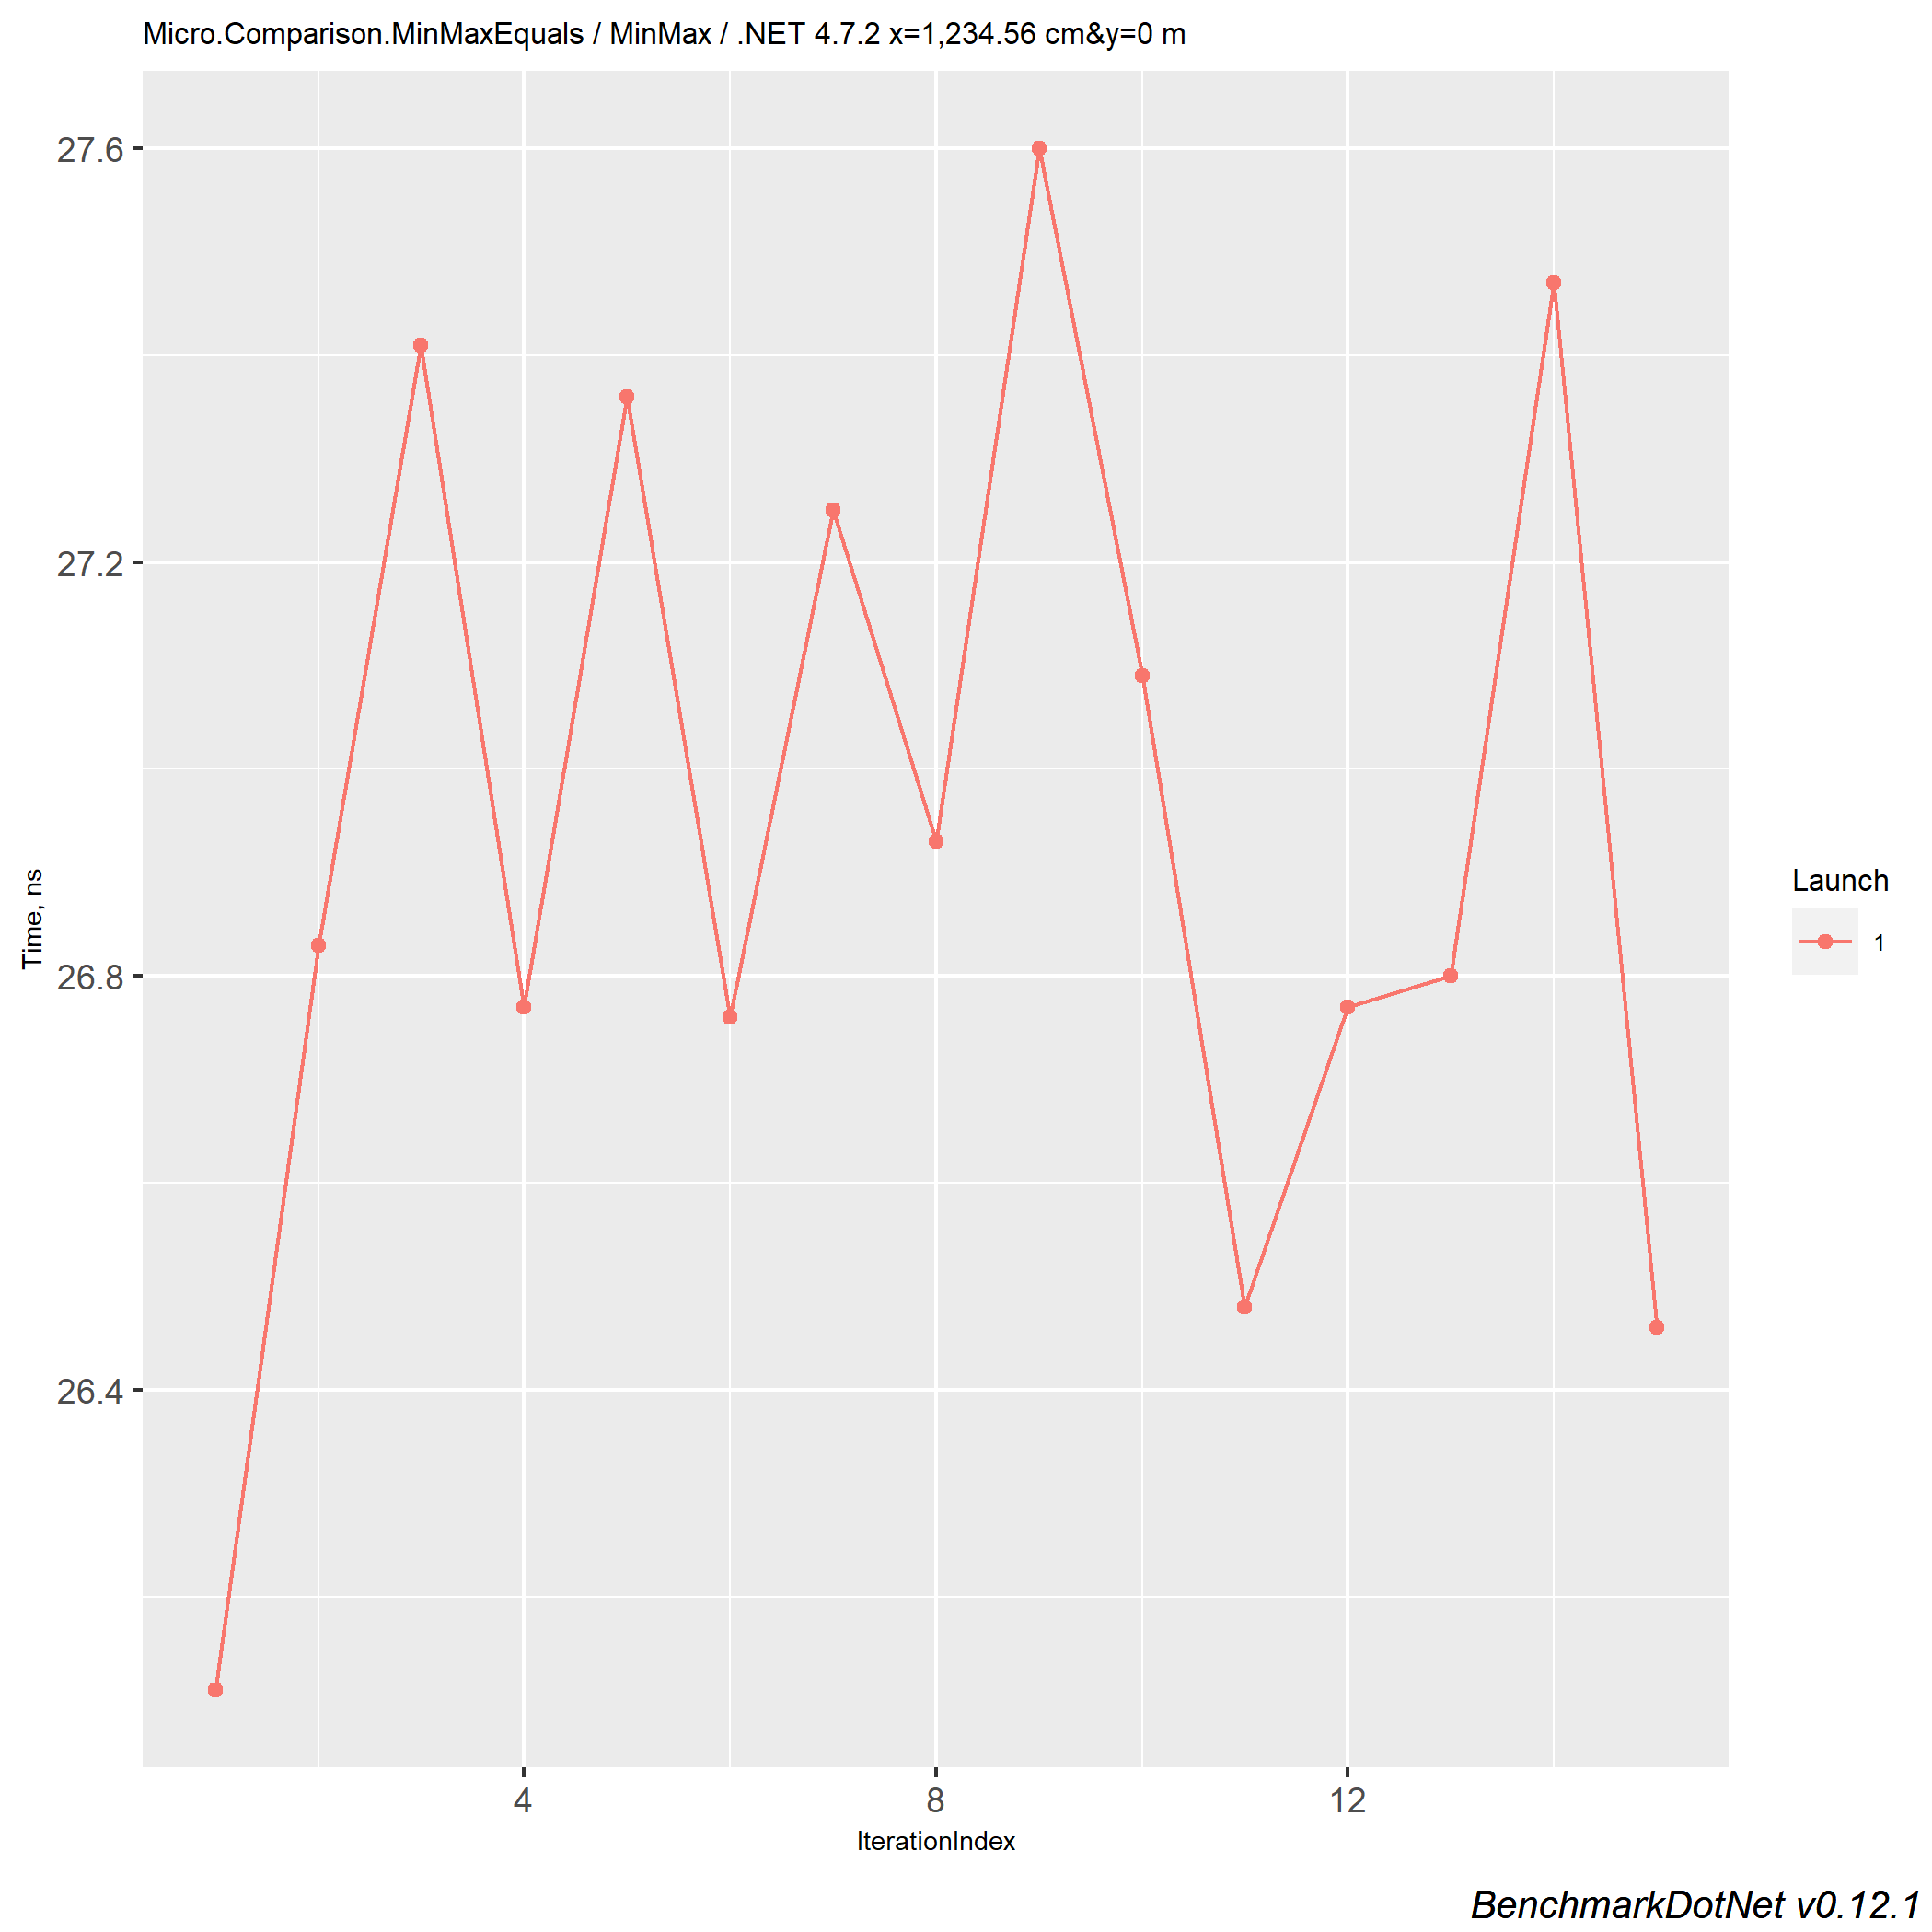 Micro.Comparison.MinMaxEquals / MinMax / .NET 4.7.2 x=1,234.56 cm&y=0 m
27.6
27.2
26.8
26.4
Time, ns
4 8 12
IterationIndex
Launch
1
BenchmarkDotNet v0.12.1